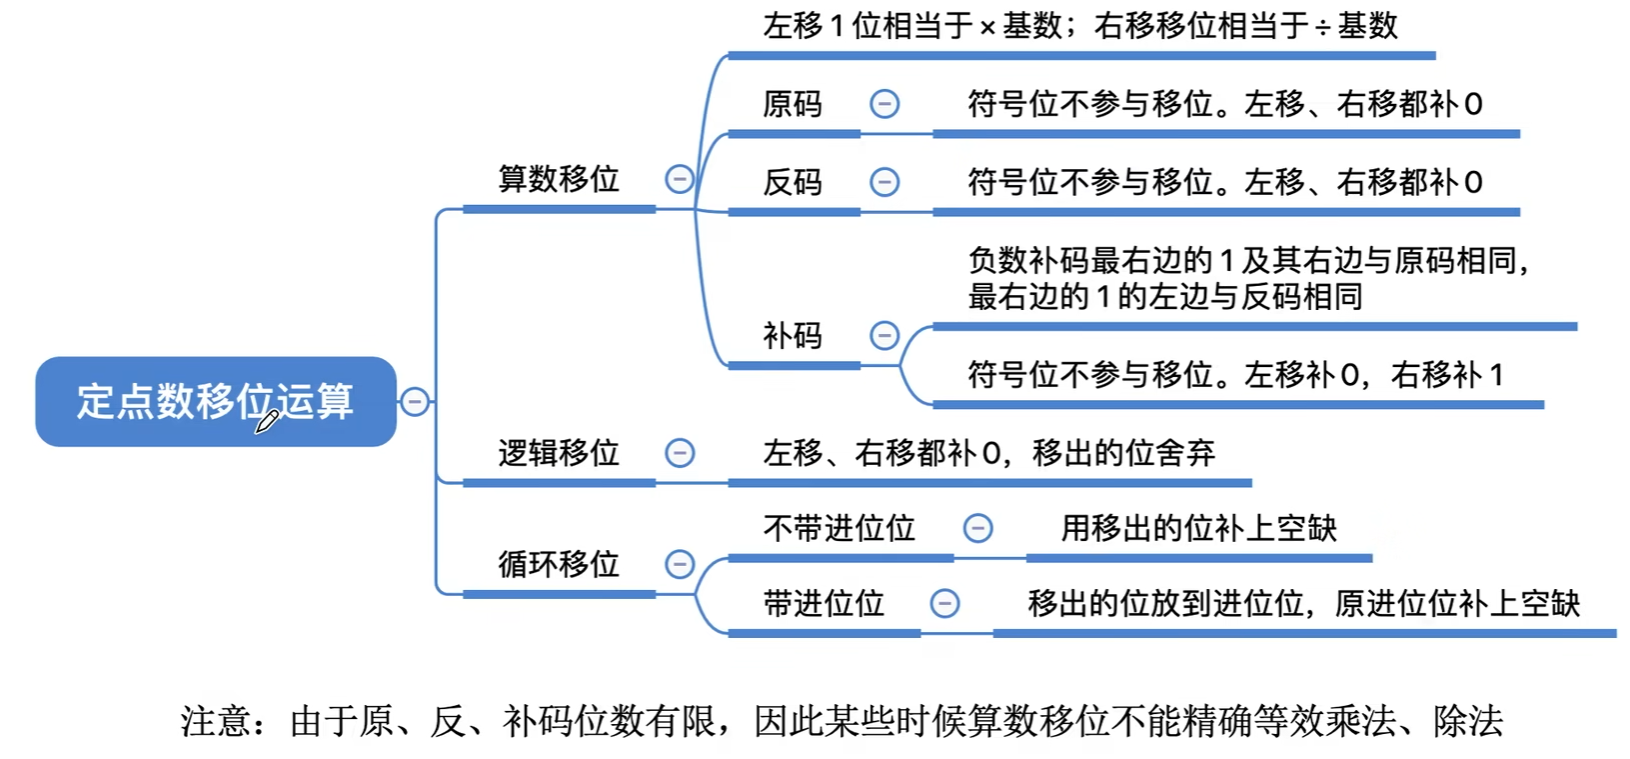 左移1位相当于×基数；右移移位相当于÷基数
原码
符号位不参与移位。左移、右移都补0
算数移位
反码
符号位不参与移位。左移、右移都补0
负数补码最右边的1及其右边与原码相同，
最右边的1的左边与反码相同
补码
符号位不参与移位。左移补0，右移补1
定点数移位运算
逻辑移位
左移、右移都补0，移出的位舍弃
循环移位
不带进位位
用移出的位补上空缺
带进位位
移出的位放到进位位，原进位位补上空缺
注意：由于原、反、补码位数有限，因此某些时候算数移位不能精确等效乘法、除法